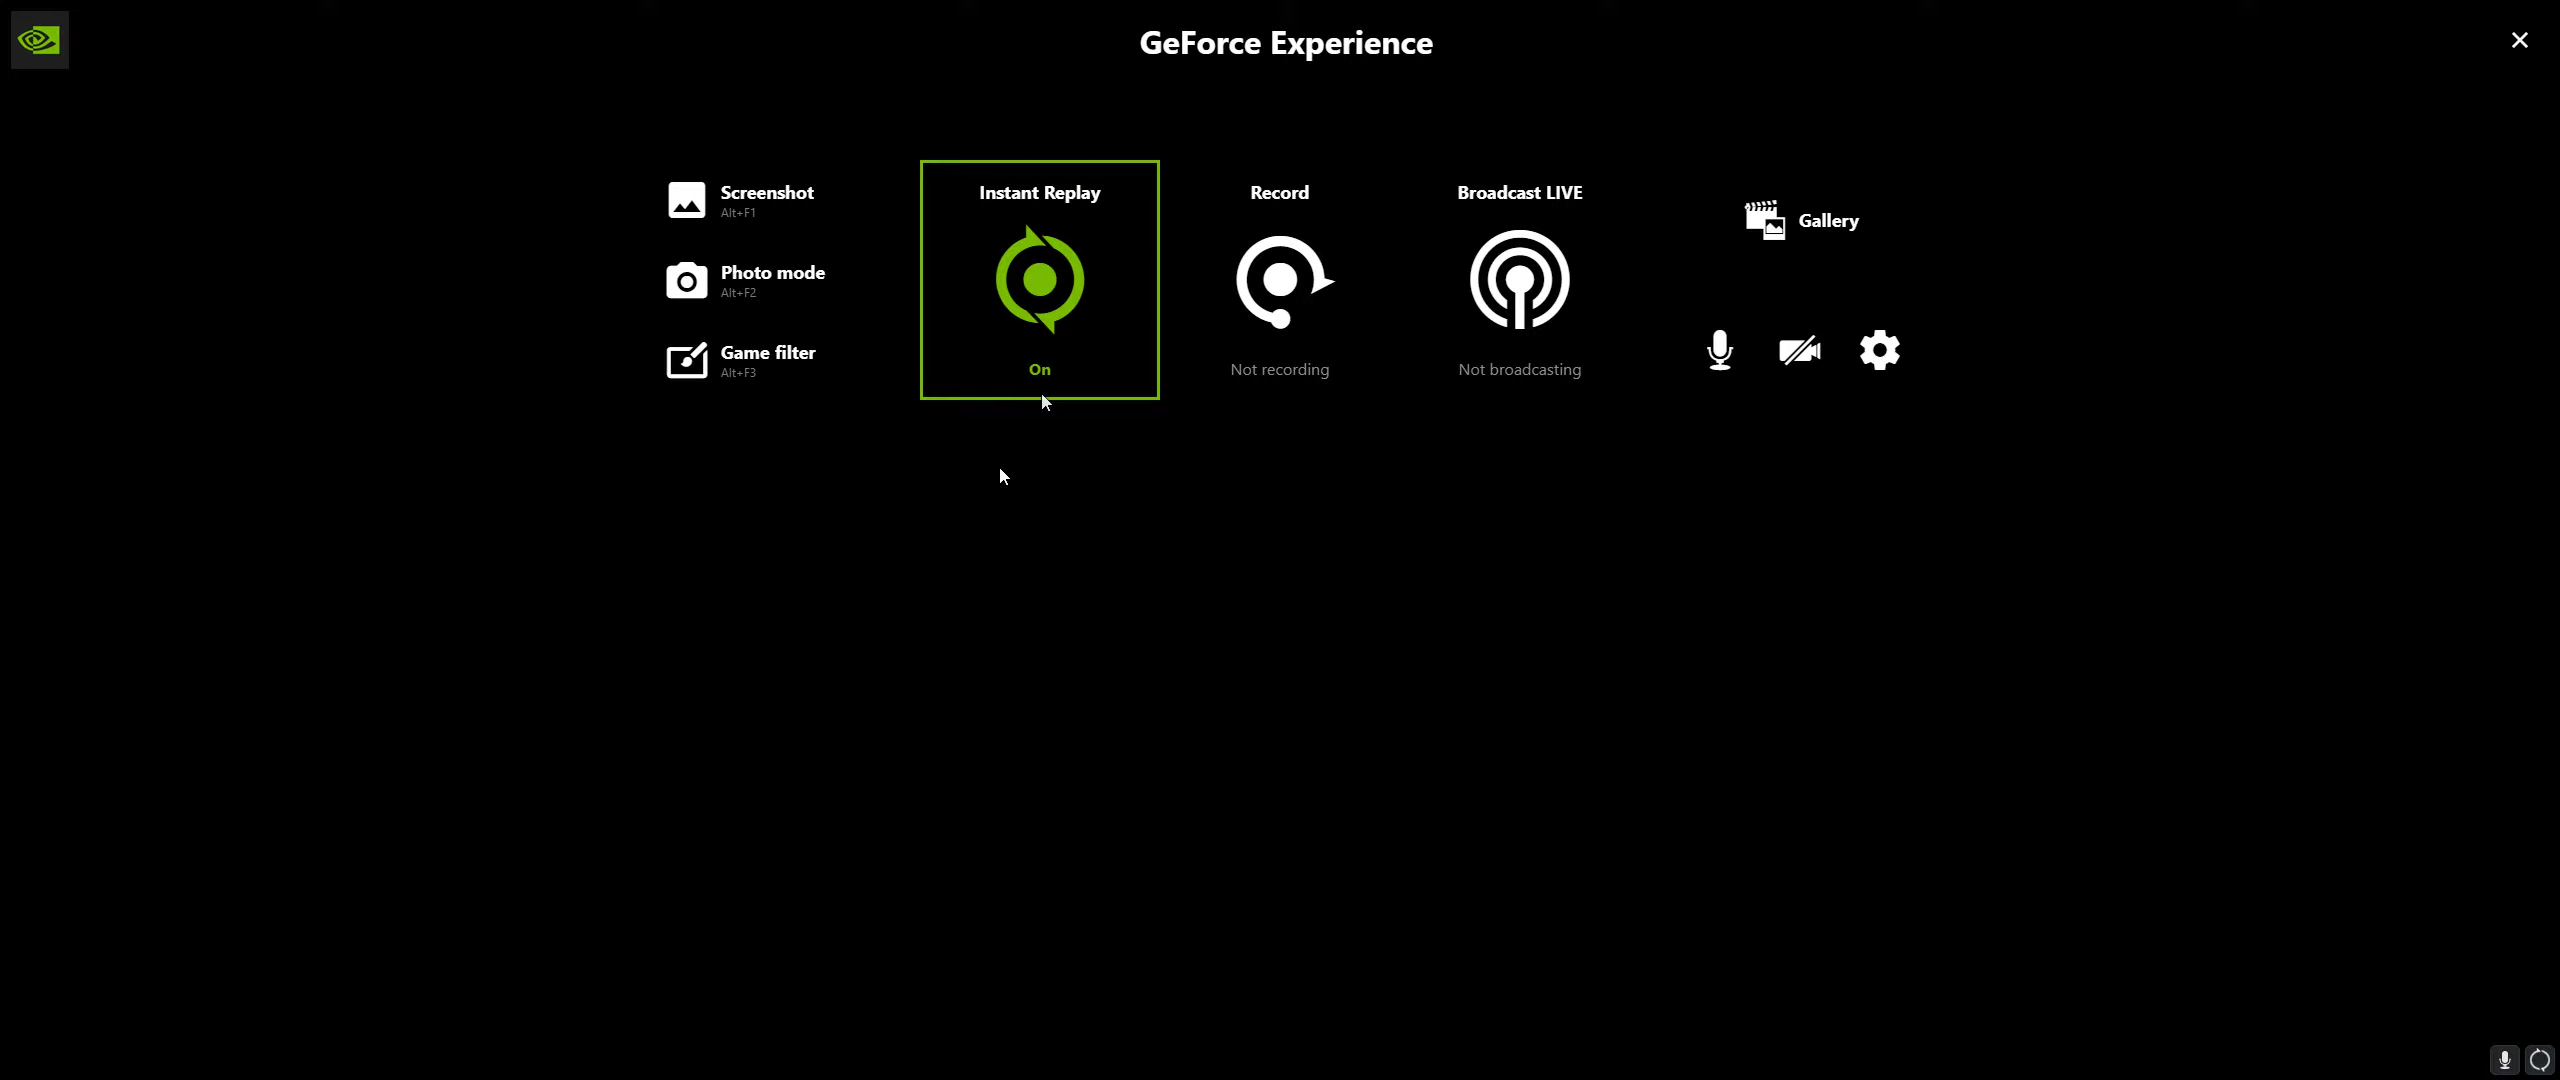 GeForce Experience
Screenshot
Alt+F1
Photo mode
Alt+F2
Game filter
Alt+F3
Instant Replay
On
Record
Not recording
Broadcast LIVE
Not broadcasting
Gallery